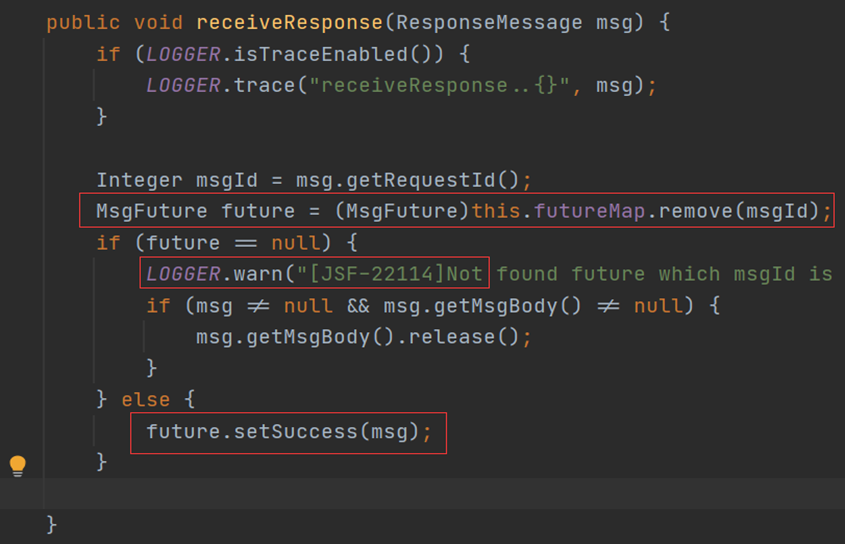 public void receiveResponse(ResponseMessage msg) {
if (LOGGER.isTraceEnabled()) {
LOGGER.trace("receiveResponse..{}", msg);
}
Integer msgId = msg.getRequestId();
MsgFuture future = (MsgFuture)this.futureMap.remove(msgId);
if (future == null) {
LOGGER.warn("[JSF-22114]Not found future which msgId is
if (msg != null && msg.getMsgBody() != null) {
msg.getMsgBody().release();
}
} else {
future.setSuccess(msg);
}
}